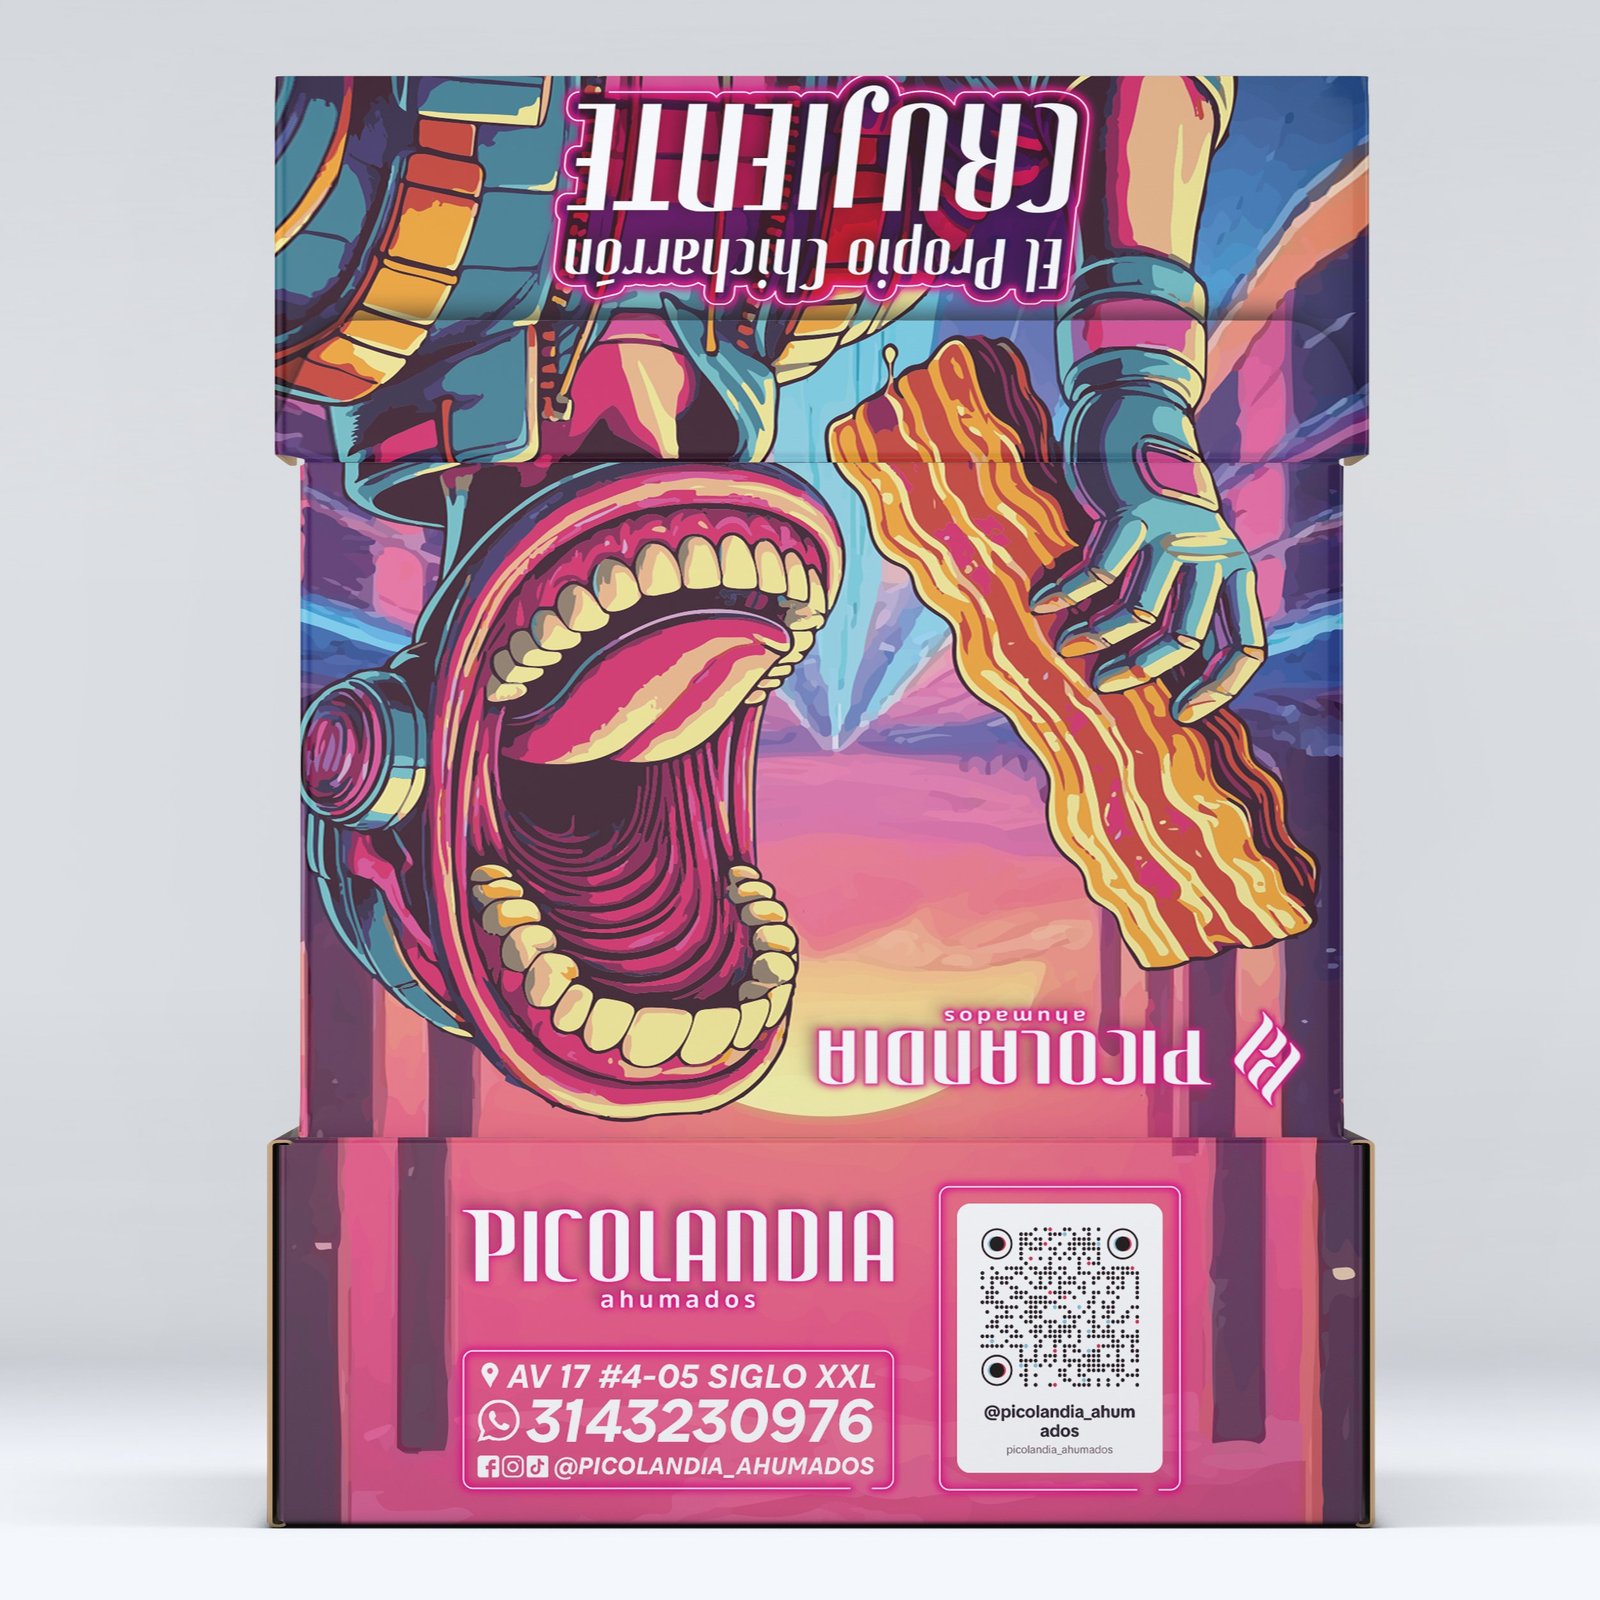 El Propio Chicharrón
CRUJIENTE
PICOLANDIA
ahumados
PICOLANDIA
ahumados
AV 17 #4-05 SIGLO XXL
3143230976
@PICOLANDIA_AHUMADOS
@picolandia_ahum
ados
picolandia_ahumados